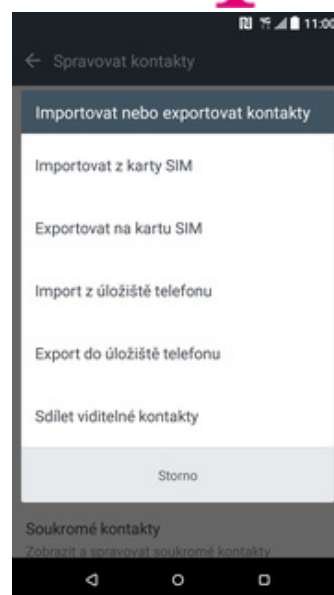 11:00
Spravovat kontakty
Importovat nebo exportovat kontakty
Importovat z karty SIM
Exportovat na kartu SIM
Import z úložiště telefonu
Export do úložiště telefonu
Sdílet viditelné kontakty
Storno
Soukromé kontakty
Zobrazit a spravovat soukromé kontakty